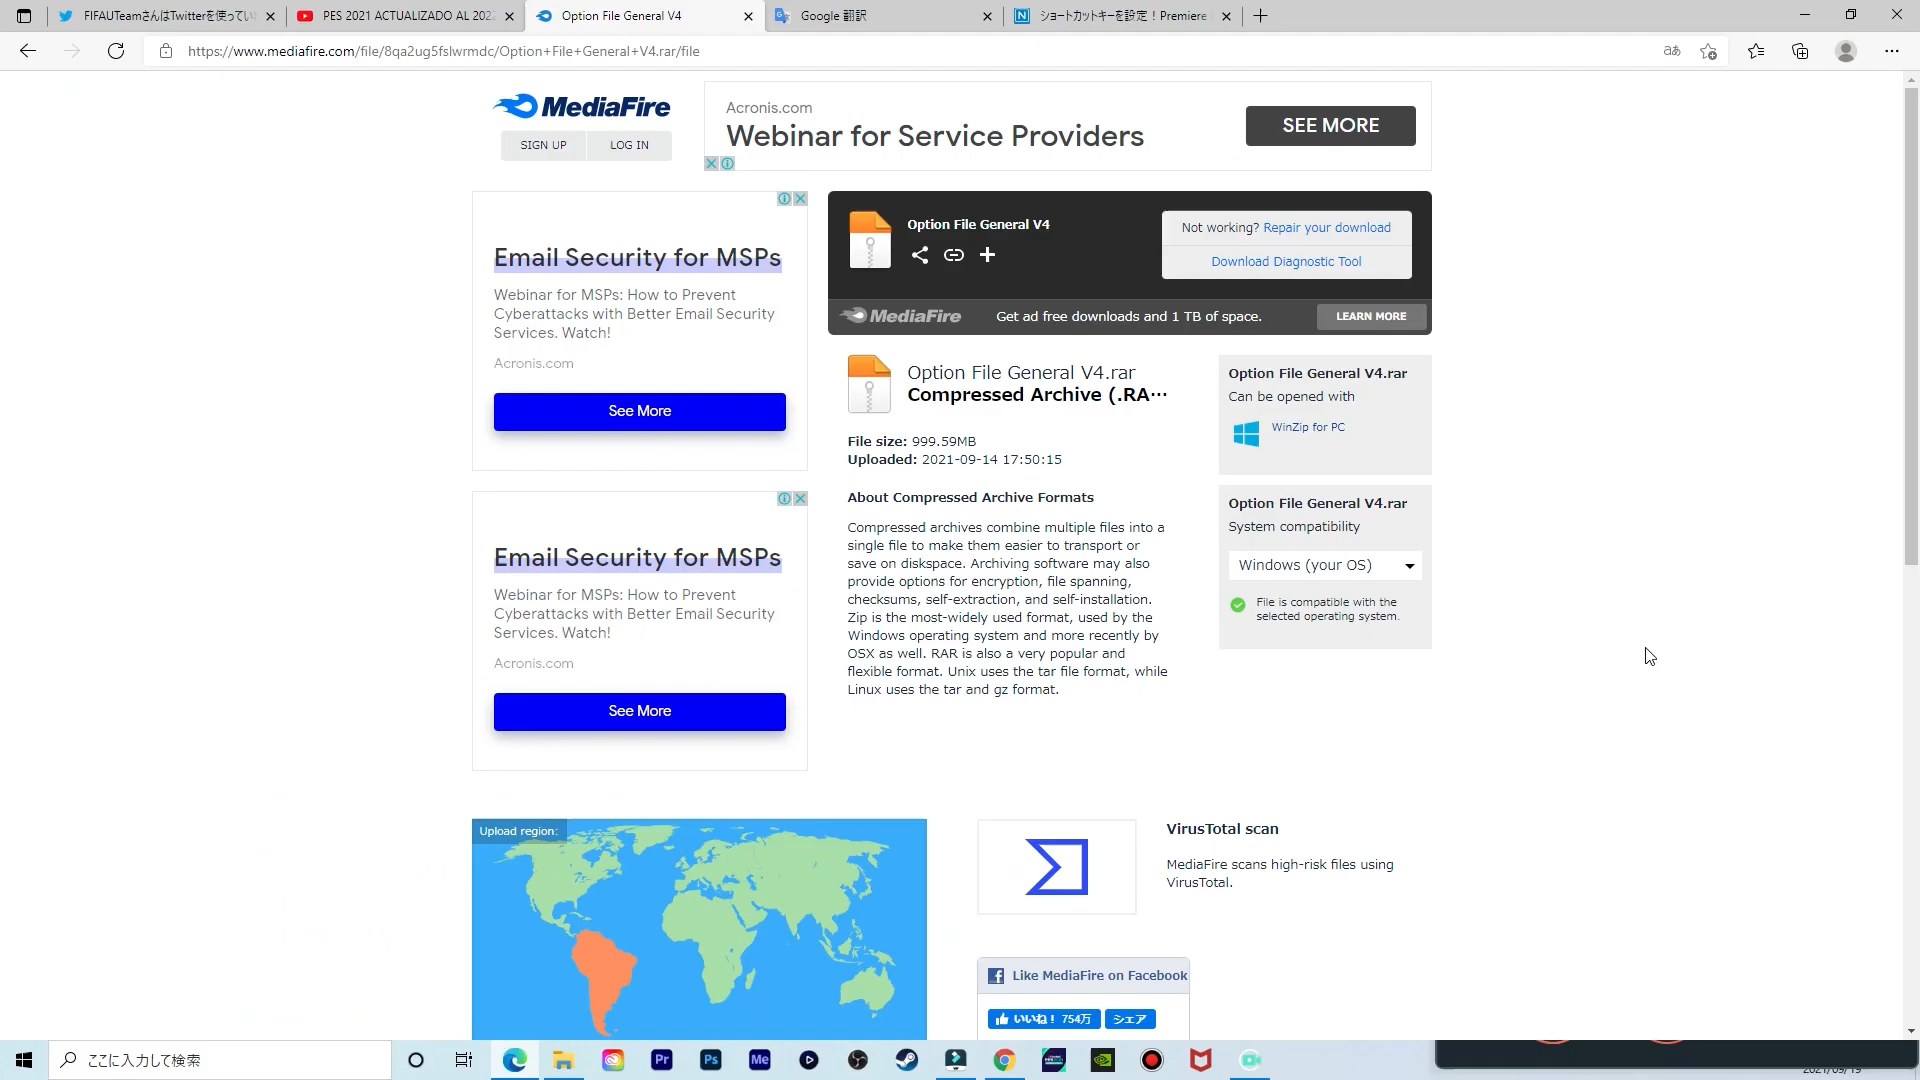 FIFAUTeamさんはTwitterを使ってい
PES 2021 ACTUALIZADO AL 2022
Option File General V4
Google 翻訳
ショートカットキーを設定！Premiere
https://www.mediafire.com/file/8qa2ug5fslwrmdc/Option+File+General+V4.rar/file
aあ
MediaFire
SIGN UP
LOG IN
Acronis.com
Webinar for Service Providers
SEE MORE
Email Security for MSPs
Webinar for MSPs: How to Prevent
Cyberattacks with Better Email Security
Services. Watch!
Acronis.com
See More
Option File General V4
Not working? Repair your download
Download Diagnostic Tool
MediaFire
Get ad free downloads and 1 TB of space.
LEARN MORE
Option File General V4.rar
Compressed Archive (.RA…
File size: 999.59MB
Uploaded: 2021-09-14 17:50:15
About Compressed Archive Formats
Compressed archives combine multiple files into a
single file to make them easier to transport or
save on diskspace. Archiving software may also
provide options for encryption, file spanning,
checksums, self-extraction, and self-installation.
Zip is the most-widely used format, used by the
Windows operating system and more recently by
OSX as well. RAR is also a very popular and
flexible format. Unix uses the tar file format, while
Linux uses the tar and gz format.
Option File General V4.rar
Can be opened with
WinZip for PC
Option File General V4.rar
System compatibility
Windows (your OS)
File is compatible with the
selected operating system.
Email Security for MSPs
Webinar for MSPs: How to Prevent
Cyberattacks with Better Email Security
Services. Watch!
Acronis.com
See More
Upload region:
VirusTotal scan
MediaFire scans high-risk files using
VirusTotal.
Like MediaFire on Facebook
いいね！ 754万
シェア
ここに入力して検索
Pr
Ps
Me
2021/09/19